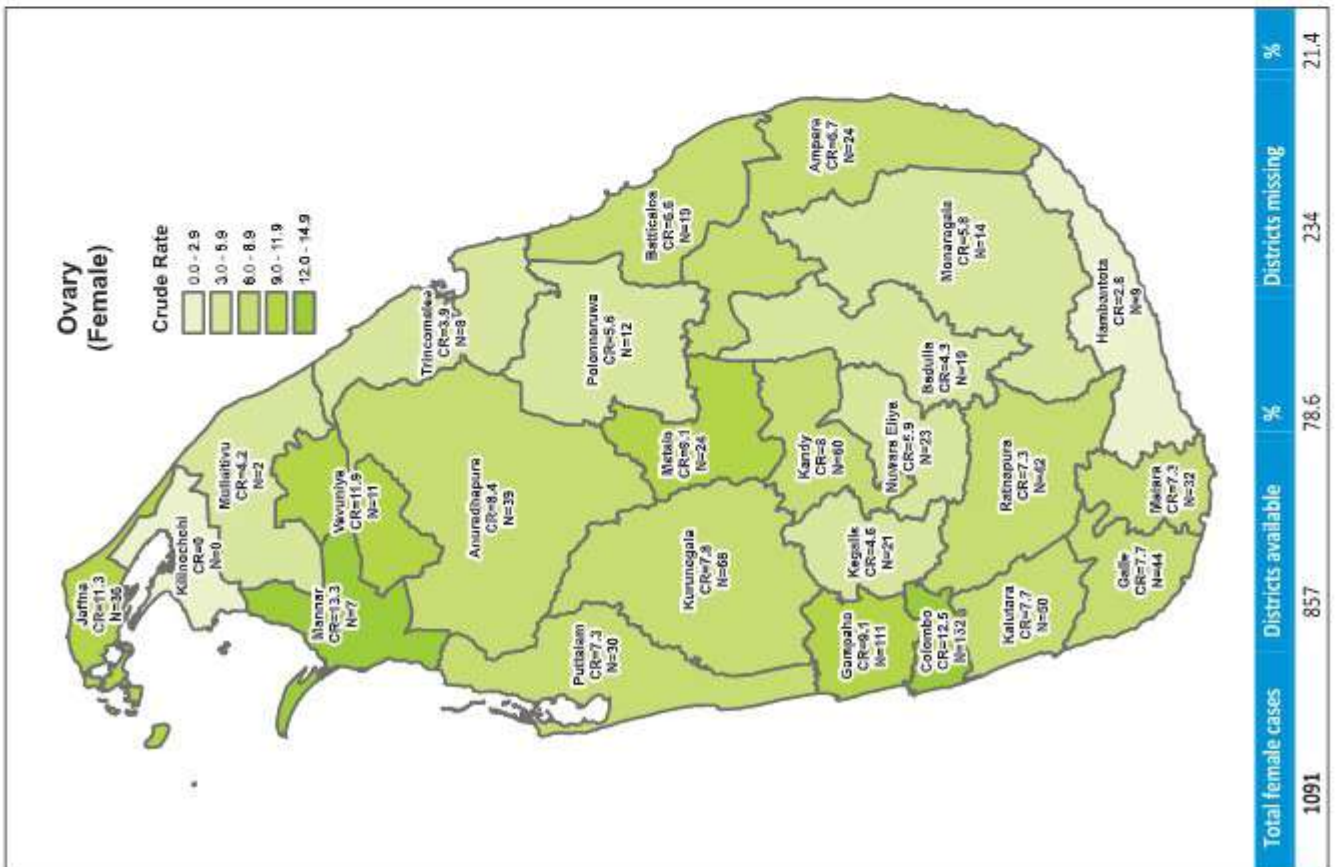 Ovary
(Female)
Crude Rate
0.0 - 2.9
3.0 - 5.9
6.0 - 8.9
9.0 - 11.9
12.0 - 14.9
Jaffna
CR=11.3
N=36
Kilinochchi
CR=0
N=0
Mullaitivu
CR=4.2
N=2
Mannar
CR=13.3
N=7
Vavuniya
CR=11.9
N=11
Trincomalee
CR=3.9
N=8
Anuradhapura
CR=8.4
N=39
Polonnaruwa
CR=5.6
N=12
Puttalam
CR=7.3
N=30
Kurunegala
CR=7.8
N=68
Matale
CR=9.1
N=24
Batticaloa
CR=6.6
N=19
Kandy
CR=8
N=60
Ampara
CR=6.7
N=24
Gampaha
CR=9.1
N=111
Kegalle
CR=4.6
N=21
Nuwara Eliya
CR=5.9
N=23
Badulla
CR=4.3
N=19
Monaragala
CR=5.8
N=14
Colombo
CR=12.5
N=152
Ratnapura
CR=7.3
N=42
Kalutara
CR=7.7
N=50
Galle
CR=7.7
N=44
Matara
CR=7.3
N=32
Hambantota
CR=2.8
N=9
Total female cases Districts available % Districts missing %
1091 857 78.6 234 21.4